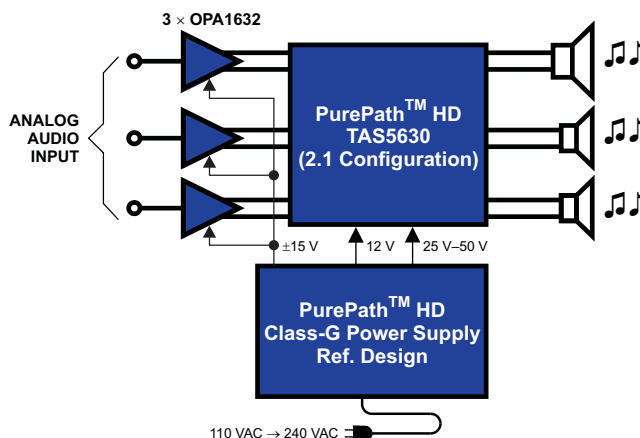 3 × OPA1632
ANALOG
AUDIO
INPUT
PurePath™ HD
TAS5630
(2.1 Configuration)
±15 V
12 V
25 V–50 V
PurePath™ HD
Class-G Power Supply
Ref. Design
110 VAC → 240 VAC